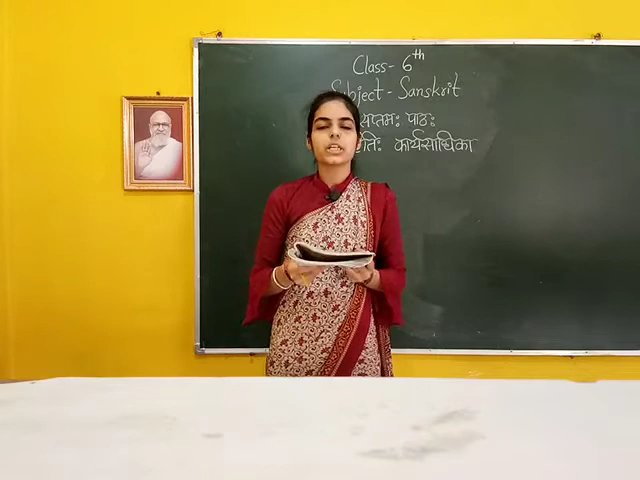 Class- 6th
Subject - Sanskrit
पाठः
कार्यसाधिका